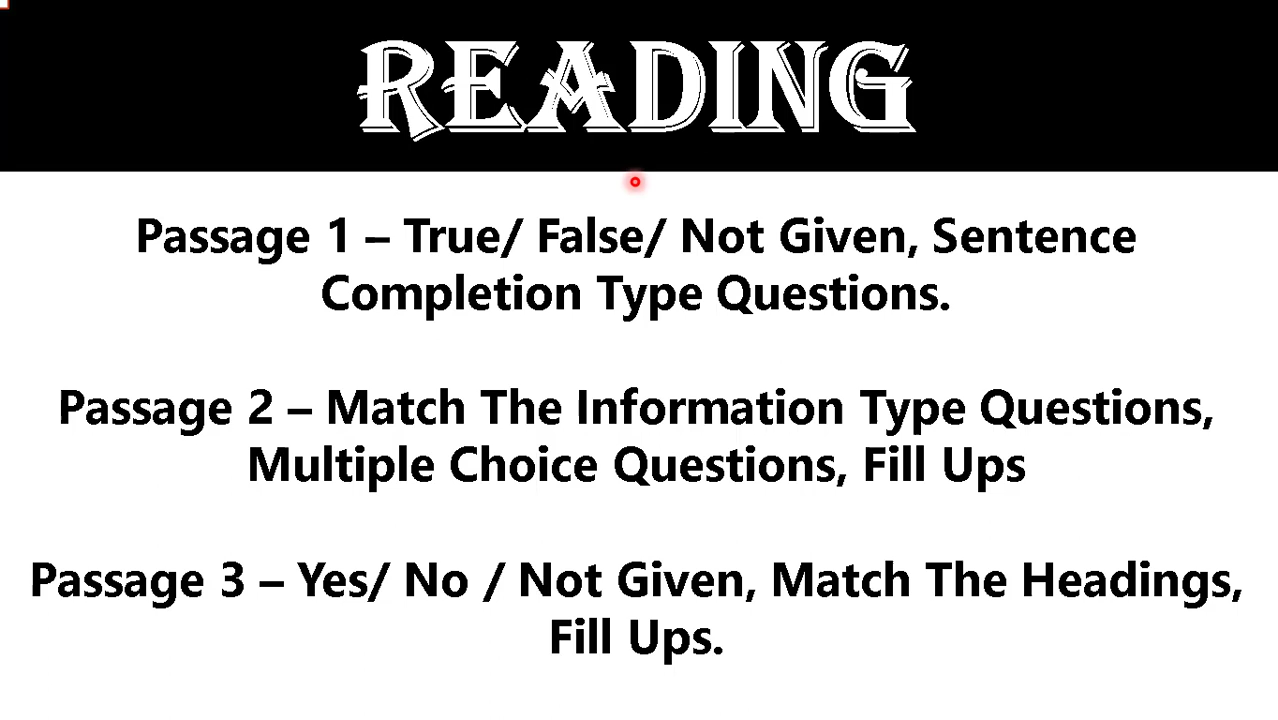 READING
Passage 1 – True/ False/ Not Given, Sentence
Completion Type Questions.
Passage 2 – Match The Information Type Questions,
Multiple Choice Questions, Fill Ups
Passage 3 – Yes/ No / Not Given, Match The Headings,
Fill Ups.